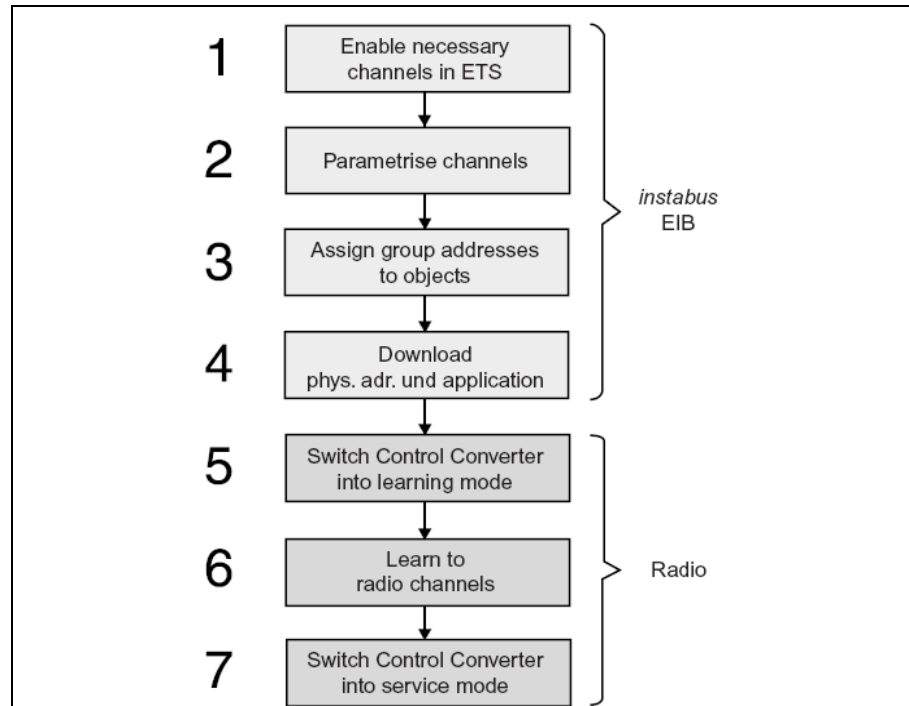 1
Enable necessary
channels in ETS
2
Parametrise channels
3
Assign group addresses
to objects
4
Download
phys. adr. und application
instabus
EIB
5
Switch Control Converter
into learning mode
6
Learn to
radio channels
7
Switch Control Converter
into service mode
Radio